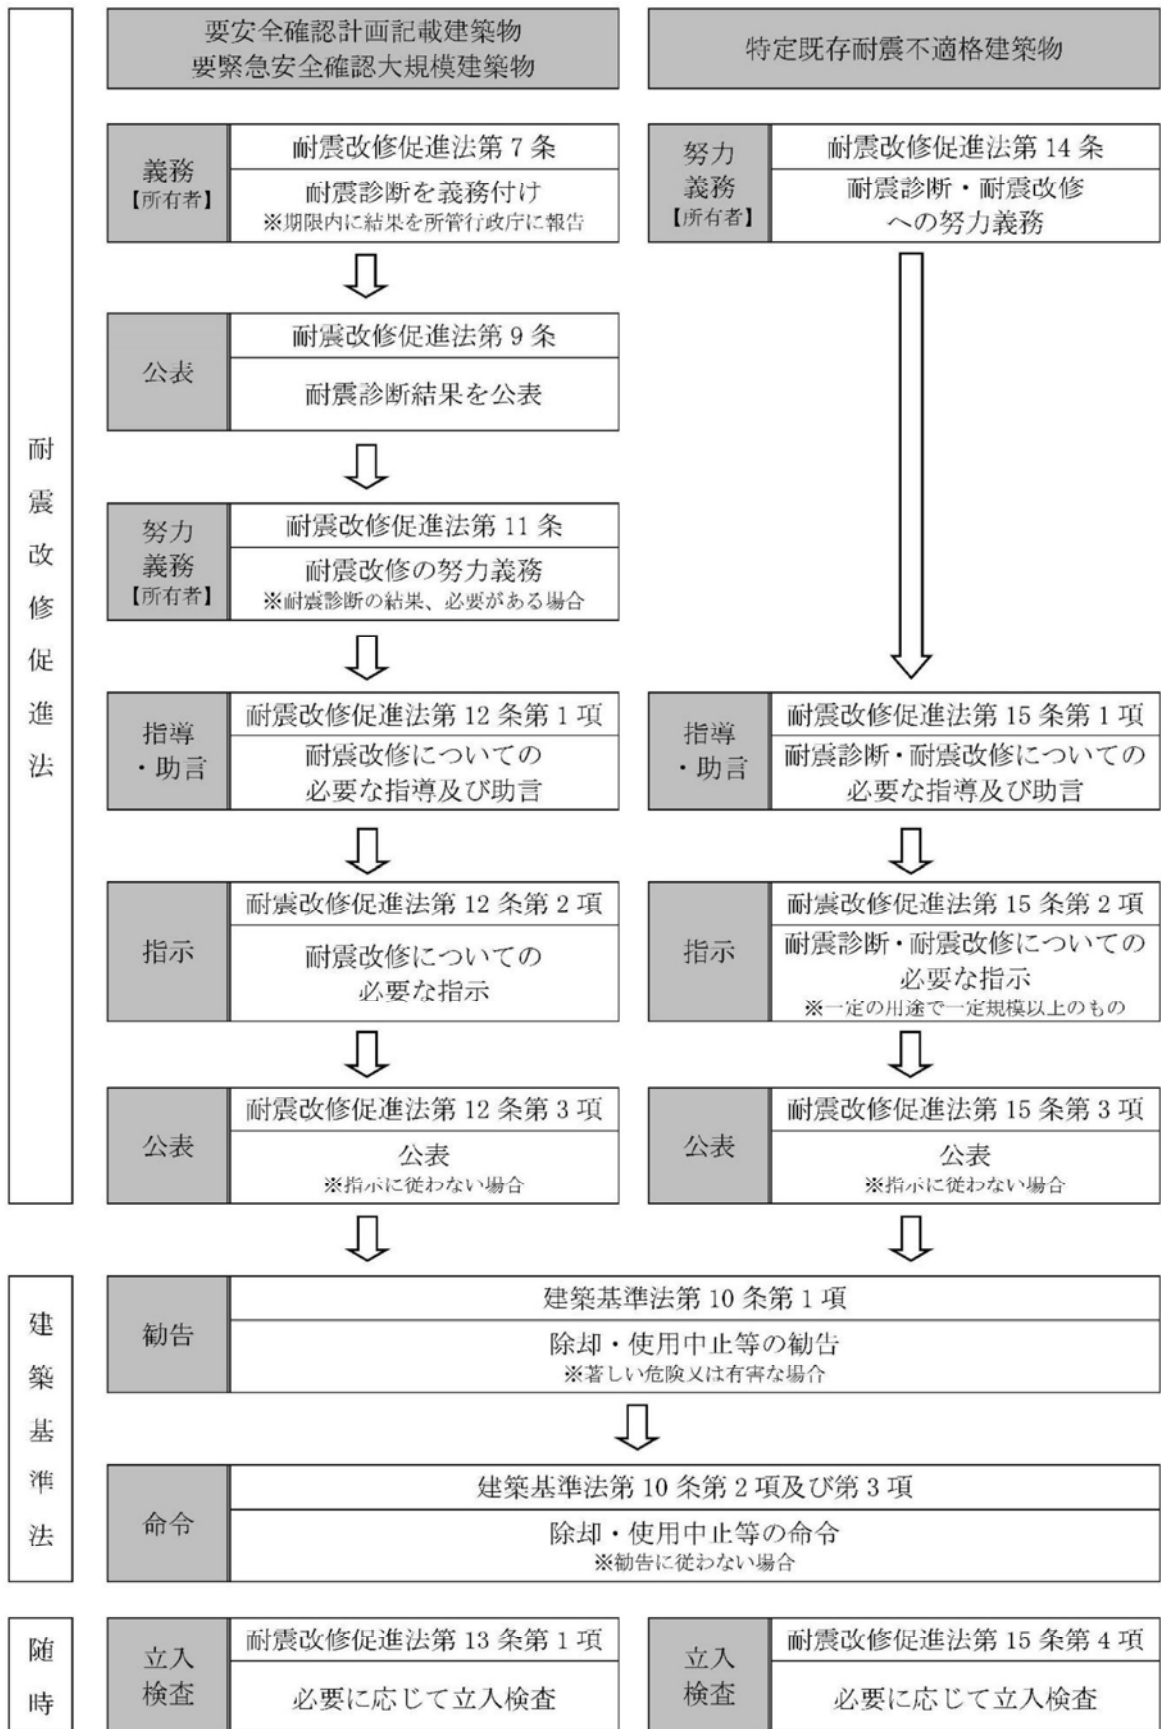 要安全確認計画記載建築物
要緊急安全確認大規模建築物
特定既存耐震不適格建築物
耐震改修促進法
義務
【所有者】
耐震改修促進法第 7 条
耐震診断を義務付け
※期限内に結果を所管行政庁に報告
努力
義務
【所有者】
耐震改修促進法第 14 条
耐震診断・耐震改修
への努力義務
公表
耐震改修促進法第 9 条
耐震診断結果を公表
努力
義務
【所有者】
耐震改修促進法第 11 条
耐震改修の努力義務
※耐震診断の結果、必要がある場合
指導
・助言
耐震改修促進法第 12 条第 1 項
耐震改修についての
必要な指導及び助言
指導
・助言
耐震改修促進法第 15 条第 1 項
耐震診断・耐震改修についての
必要な指導及び助言
指示
耐震改修促進法第 12 条第 2 項
耐震改修についての
必要な指示
指示
耐震改修促進法第 15 条第 2 項
耐震診断・耐震改修についての
必要な指示
※一定の用途で一定規模以上のもの
公表
耐震改修促進法第 12 条第 3 項
公表
※指示に従わない場合
公表
耐震改修促進法第 15 条第 3 項
公表
※指示に従わない場合
建築基準法
勧告
建築基準法第 10 条第 1 項
除却・使用中止等の勧告
※著しい危険又は有害な場合
命令
建築基準法第 10 条第 2 項及び第 3 項
除却・使用中止等の命令
※勧告に従わない場合
随時
立入
検査
耐震改修促進法第 13 条第 1 項
必要に応じて立入検査
立入
検査
耐震改修促進法第 15 条第 4 項
必要に応じて立入検査